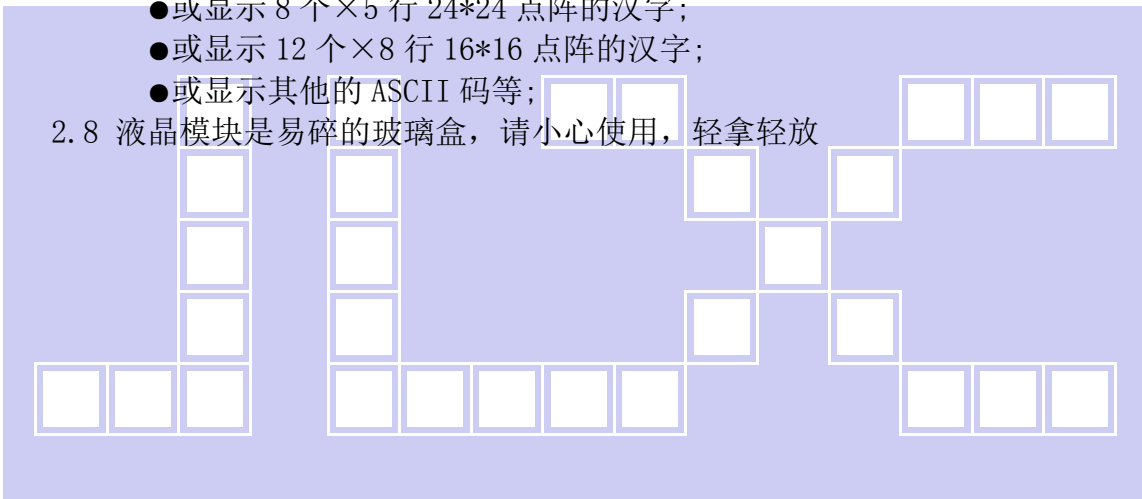 ●或显示 8 个×5 行 24*24 点阵的汉字;
●或显示 12 个×8 行 16*16 点阵的汉字;
●或显示其他的 ASCII 码等;
2.8 液晶模块是易碎的玻璃盒，请小心使用，轻拿轻放
JLX